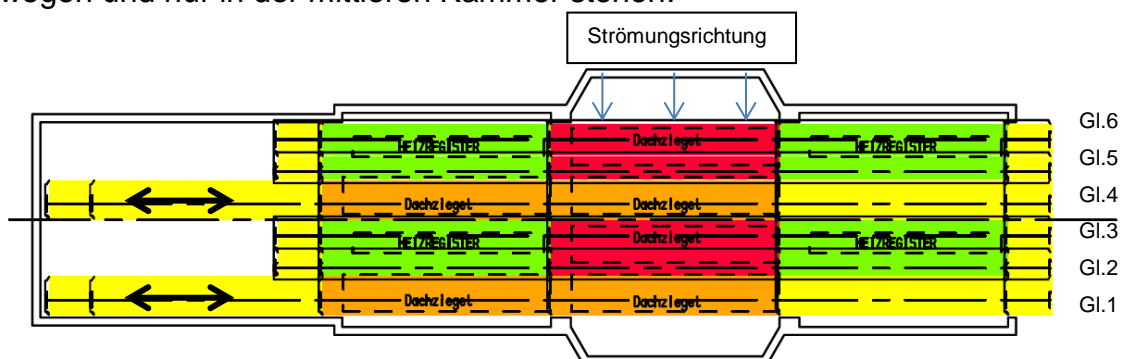 wegen und nur in der mittleren Kammer stehen.
Strömungsrichtung
Gl.6
HEIZREGISTER Dachziegel HEIZREGISTER
Gl.5
Dachziegel Dachziegel Gl.4
HEIZREGISTER Dachziegel HEIZREGISTER
Gl.3
Gl.2
Dachziegel Dachziegel Gl.1